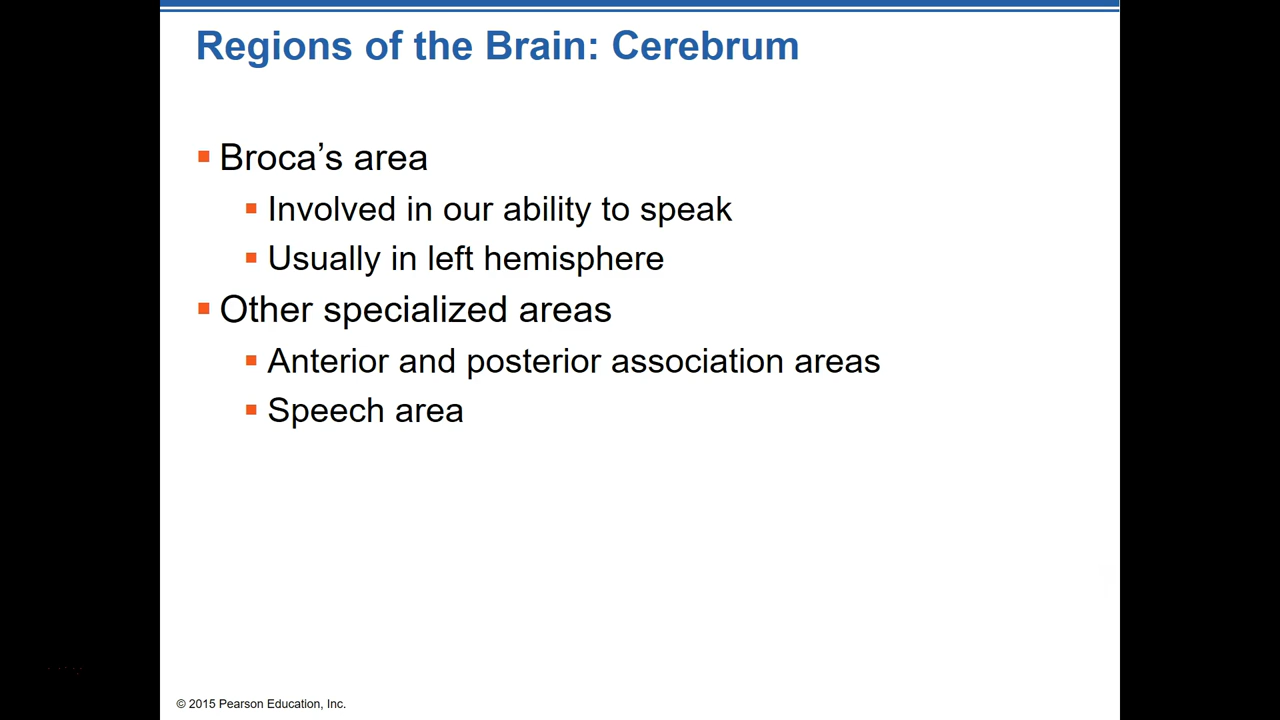 Regions of the Brain: Cerebrum
Broca’s area
Involved in our ability to speak
Usually in left hemisphere
Other specialized areas
Anterior and posterior association areas
Speech area
© 2015 Pearson Education, Inc.